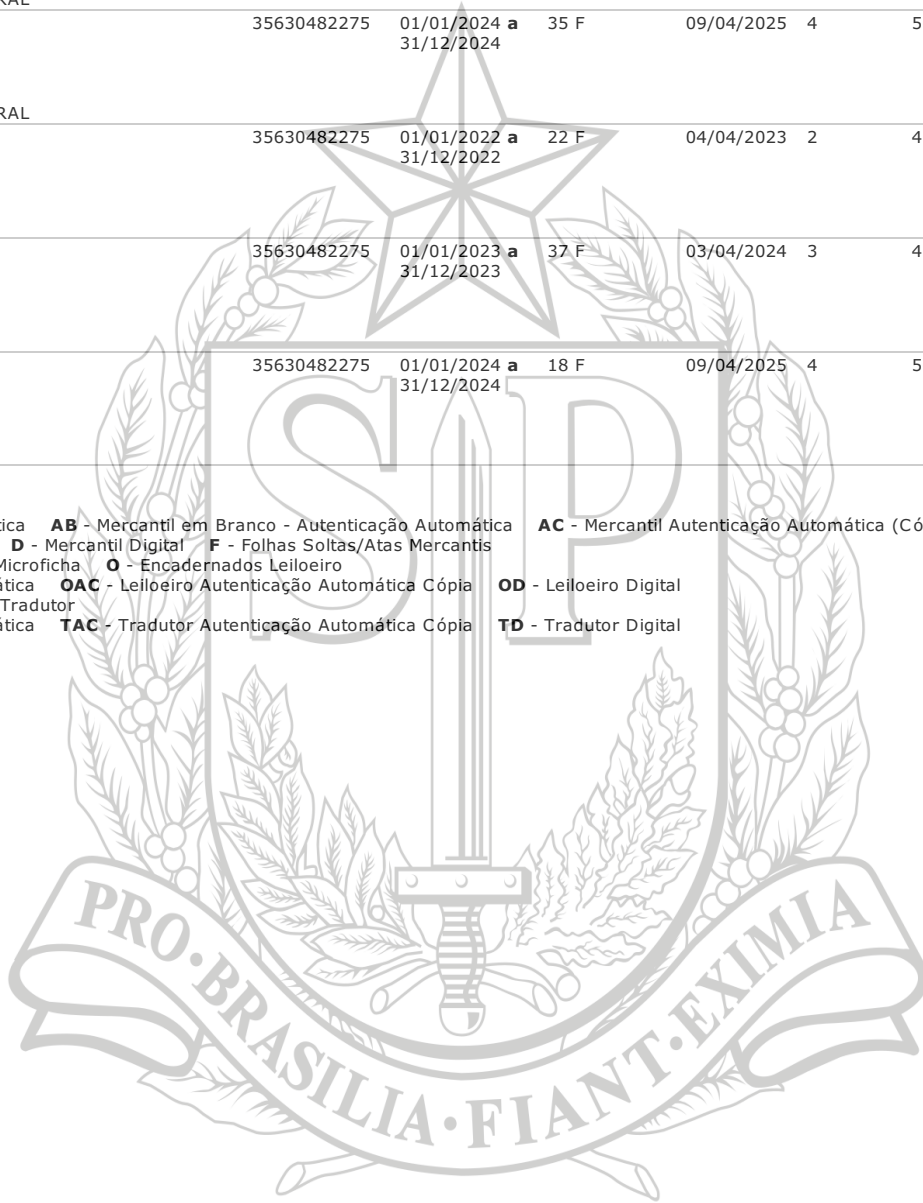 RAL
35630482275 01/01/2024 a 35 F 09/04/2025 4 5
31/12/2024
RAL
35630482275 01/01/2022 a 22 F 04/04/2023 2 4
31/12/2022
35630482275 01/01/2023 a 37 F 03/04/2024 3 4
31/12/2023
35630482275 01/01/2024 a 18 F 09/04/2025 4 5
31/12/2024
tica AB - Mercantil em Branco - Autenticação Automática AC - Mercantil Autenticação Automática (Có
D - Mercantil Digital F - Folhas Soltas/Atas Mercantis
Microficha O - Encadernados Leiloeiro
ática OAC - Leiloeiro Autenticação Automática Cópia OD - Leiloeiro Digital
Tradutor
ática TAC - Tradutor Autenticação Automática Cópia TD - Tradutor Digital
SP
PRO·BRASILIA·FIANT·EXIMIA